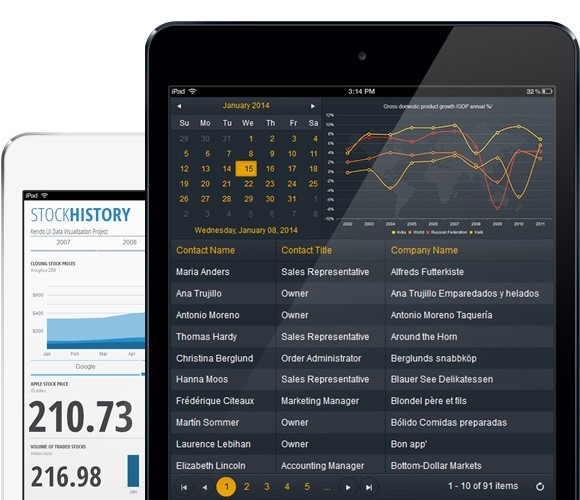 iPad
3:14 PM
32%
January 2014
Su Mo Tu We Th Fr Sa
29 30 31 1 2 3 4
5 6 7 8 9 10 11
12 13 14 15 16 17 18
19 20 21 22 23 24 25
26 27 28 29 30 31 1
2 3 4 5 6 7 8
Wednesday, January 08, 2014
Gross domestic product growth /GDP annual %/
12%
10%
8%
6%
4%
2%
0%
-2%
-4%
-6%
-8%
-10%
2002 2003 2004 2005 2006 2007 2008 2009 2010 2011
India World Russian Federation Haiti
Contact Name Contact Title Company Name
Maria Anders Sales Representative Alfreds Futterkiste
Ana Trujillo Owner Ana Trujillo Emparedados y helados
Antonio Moreno Owner Antonio Moreno Taquería
Thomas Hardy Sales Representative Around the Horn
Christina Berglund Order Administrator Berglunds snabbköp
Hanna Moos Sales Representative Blauer See Delikatessen
Frédérique Citeaux Marketing Manager Blondel père et fils
Martín Sommer Owner Bólido Comidas preparadas
Laurence Lebihan Owner Bon app'
Elizabeth Lincoln Accounting Manager Bottom-Dollar Markets
1 2 3 4 5 ... 1 - 10 of 91 items
iPad
STOCKHISTORY
Kendo UI Data Visualization Project
2007 2008
CLOSING STOCK PRICES
throughout 2009
$600
$400
$200
Jan Feb Mar Apr
Google
APPLE STOCK PRICE
210.73
VOLUME OF TRADER STOCKS
216.98
Jan